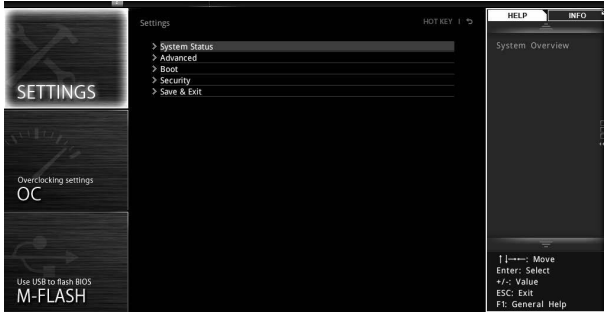 SETTINGS
Overclocking settings
OC
Use USB to flash BIOS
M-FLASH
Settings
HOT KEY
> System Status
> Advanced
> Boot
> Security
> Save & Exit
HELP
INFO
System Overview
↑↓→←: Move
Enter: Select
+/-: Value
ESC: Exit
F1: General Help